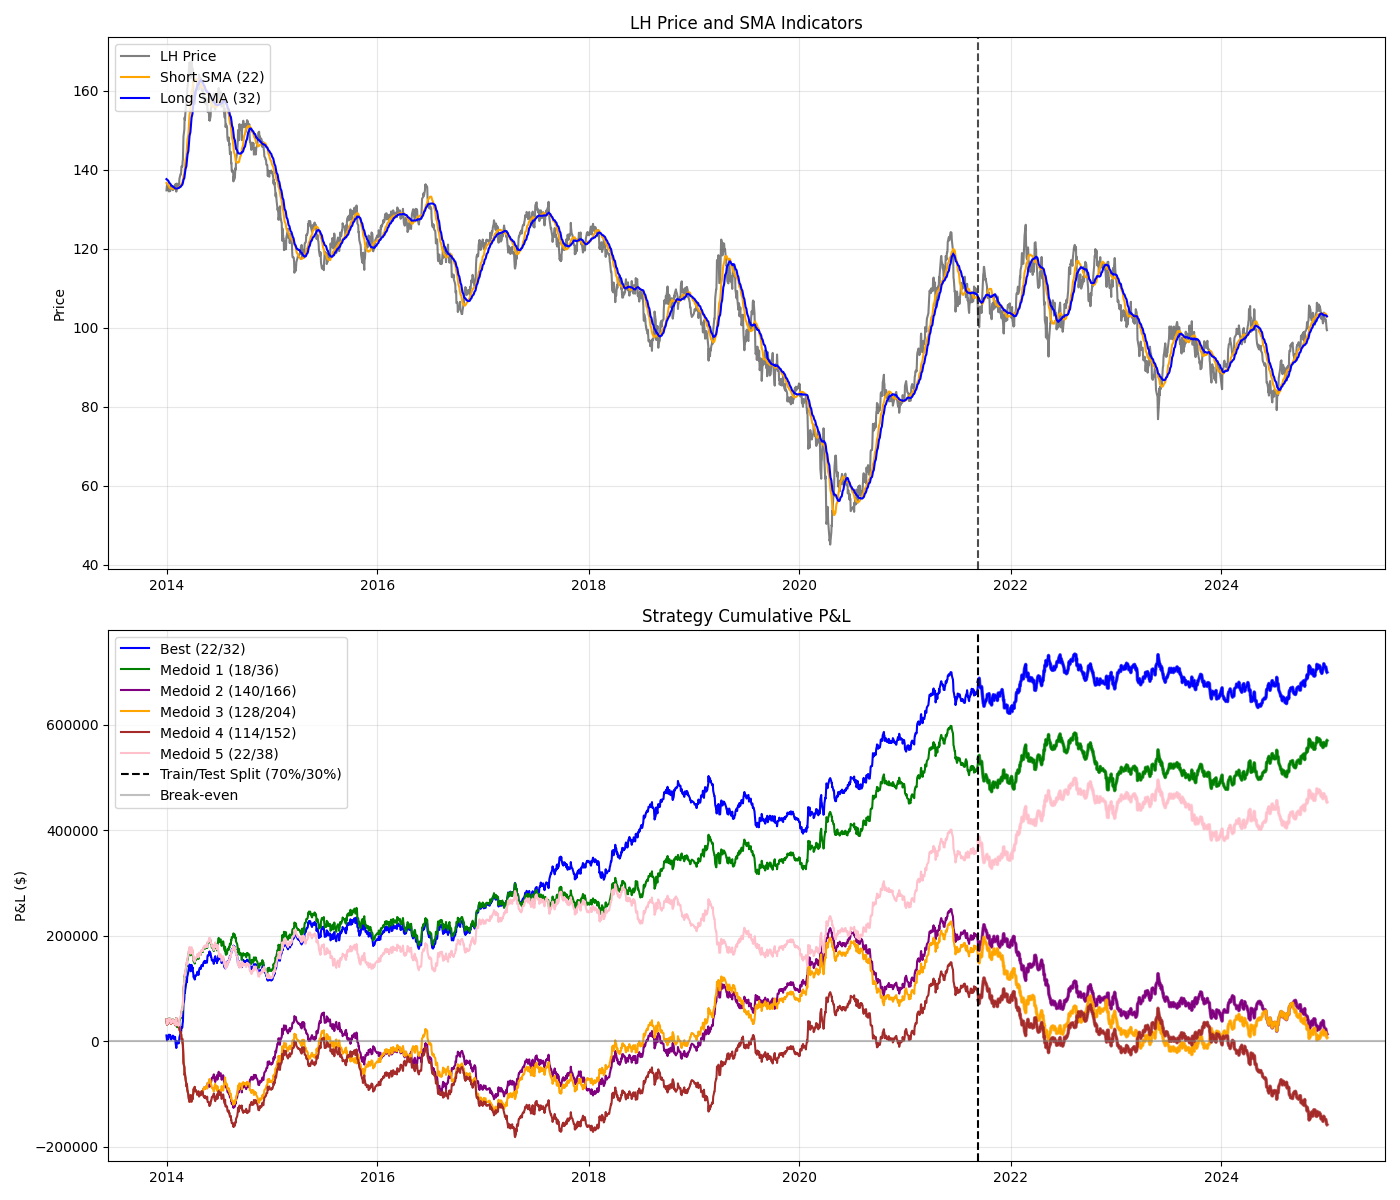 LH Price and SMA Indicators
LH Price
Short SMA (22)
Long SMA (32)
Price
160
140
120
100
80
60
40
2014
2016
2018
2020
2022
2024
Strategy Cumulative P&L
Best (22/32)
Medoid 1 (18/36)
Medoid 2 (140/166)
Medoid 3 (128/204)
Medoid 4 (114/152)
Medoid 5 (22/38)
Train/Test Split (70%/30%)
Break-even
P&L ($)
600000
400000
200000
0
−200000
2014
2016
2018
2020
2022
2024